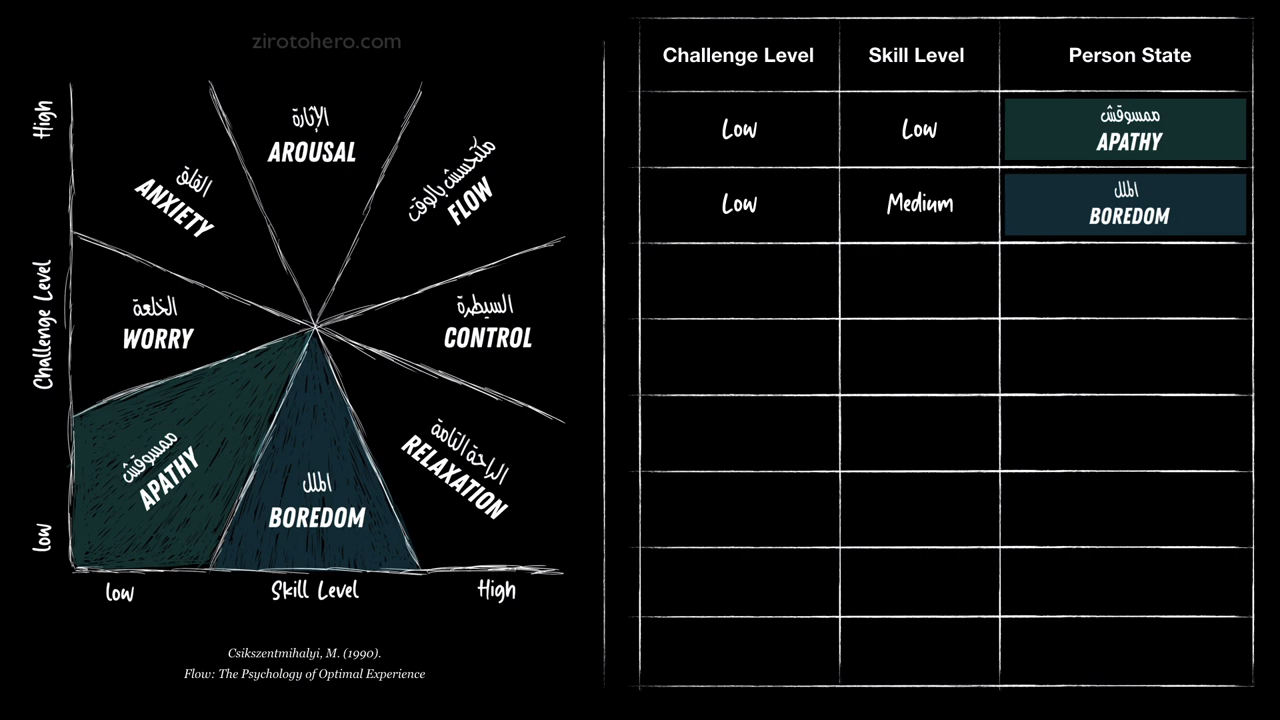 zirotohero.com
High
Challenge Level
low
الإثارة
AROUSAL
القلق
ANXIETY
متحسش بالوقت
FLOW
الخلعة
WORRY
السيطرة
CONTROL
ممسوقش
APATHY
الملل
BOREDOM
الراحة التامة
RELAXATION
low
Skill Level
High
Csikszentmihalyi, M. (1990).
Flow: The Psychology of Optimal Experience
Challenge Level
Skill Level
Person State
Low
Low
ممسوقش
APATHY
Low
Medium
الملل
BOREDOM